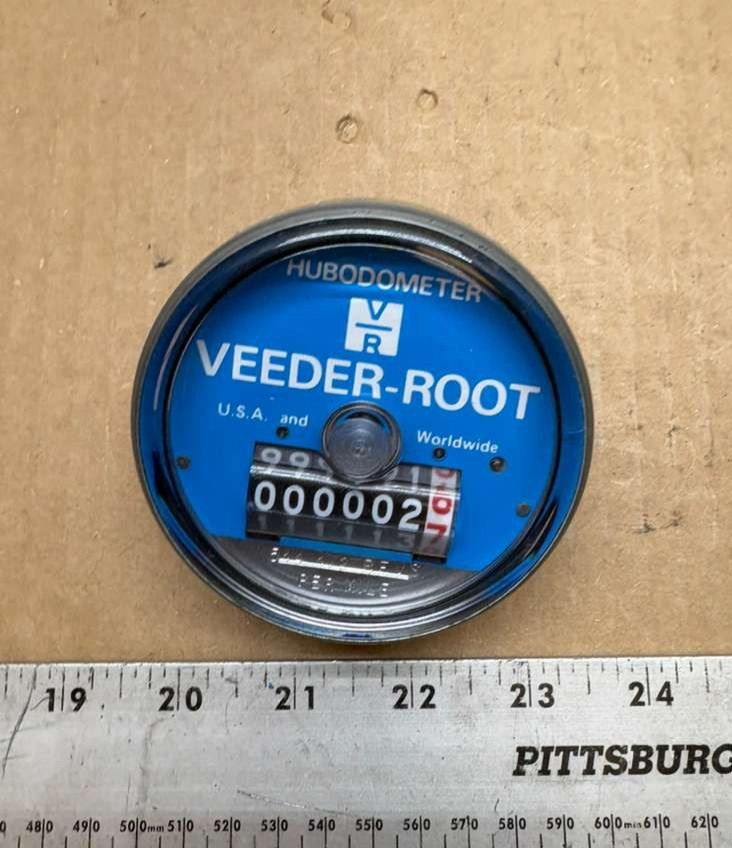 HUBODOMETER
V
R
VEEDER-ROOT
U.S.A. and Worldwide
000002
PER MILE
19 20 21 22 23 24
PITTSBURG
480 490 500mm 510 520 530 540 550 560 570 580 590 600mm 610 620